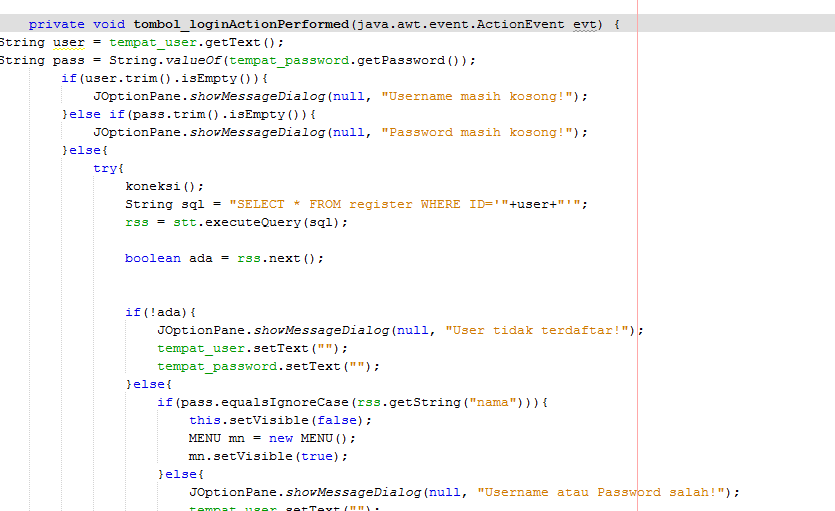 private void tombol_loginActionPerformed(java.awt.event.ActionEvent evt) {
String user = tempat_user.getText();
String pass = String.valueOf(tempat_password.getPassword());
if(user.trim().isEmpty()){
JOptionPane.showMessageDialog(null, "Username masih kosong!");
}else if(pass.trim().isEmpty()){
JOptionPane.showMessageDialog(null, "Password masih kosong!");
}else{
try{
koneksi();
String sql = "SELECT * FROM register WHERE ID='"+user+"'";
rss = stt.executeQuery(sql);
boolean ada = rss.next();
if(!ada){
JOptionPane.showMessageDialog(null, "User tidak terdaftar!");
tempat_user.setText("");
tempat_password.setText("");
}else{
if(pass.equalsIgnoreCase(rss.getString("nama"))){
this.setVisible(false);
MENU mn = new MENU();
mn.setVisible(true);
}else{
JOptionPane.showMessageDialog(null, "Username atau Password salah!");
tempat_user.setText("");